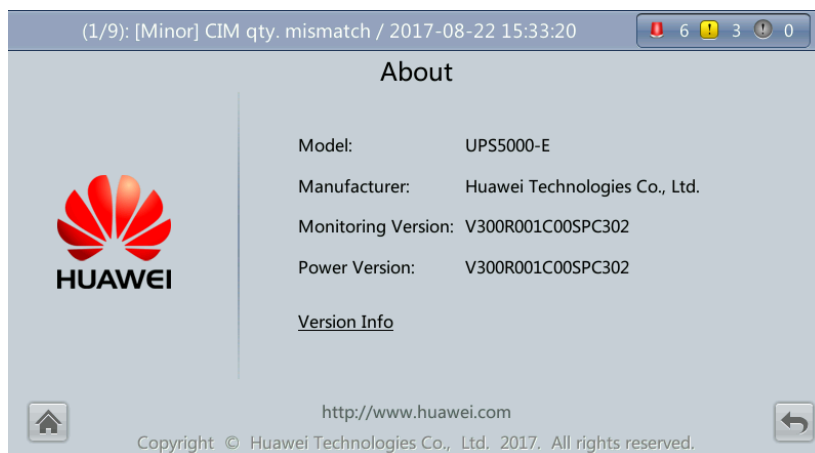 (1/9): [Minor] CIM qty. mismatch / 2017-08-22 15:33:20 6 3 0
About
Model: UPS5000-E
Manufacturer: Huawei Technologies Co., Ltd.
Monitoring Version: V300R001C00SPC302
Power Version: V300R001C00SPC302
HUAWEI
Version Info
http://www.huawei.com
Copyright © Huawei Technologies Co., Ltd. 2017. All rights reserved.